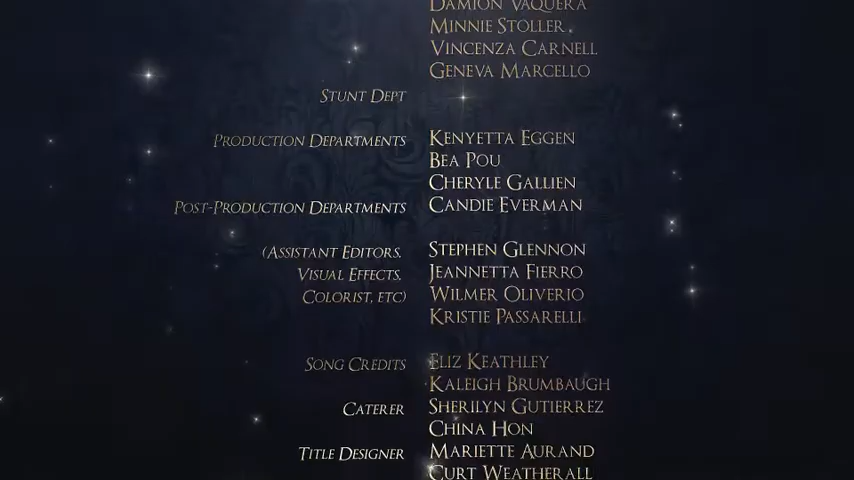 Damion Vaquera
Minnie Stoller
Vincenza Carnell
Geneva Marcello
Stunt Dept
Production Departments Kenyetta Eggen
Bea Pou
Cheryle Gallien
Post-Production Departments Candie Everman
(Assistant Editors, Stephen Glennon
Visual Effects, Jeannetta Fierro
Colorist, etc) Wilmer Oliverio
Kristie Passarelli
Song Credits Eliz Keathley
Kaleigh Brumbaugh
Caterer Sherilyn Gutierrez
China Hon
Title Designer Mariette Aurand
Curt Weatherall